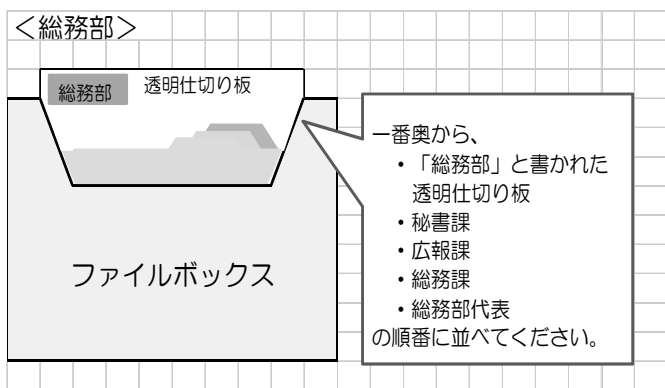 <総務部>
総務部
透明仕切り板
ファイルボックス
一番奥から、
・「総務部」と書かれた
透明仕切り板
・秘書課
・広報課
・総務課
・総務部代表
の順番に並べてください。